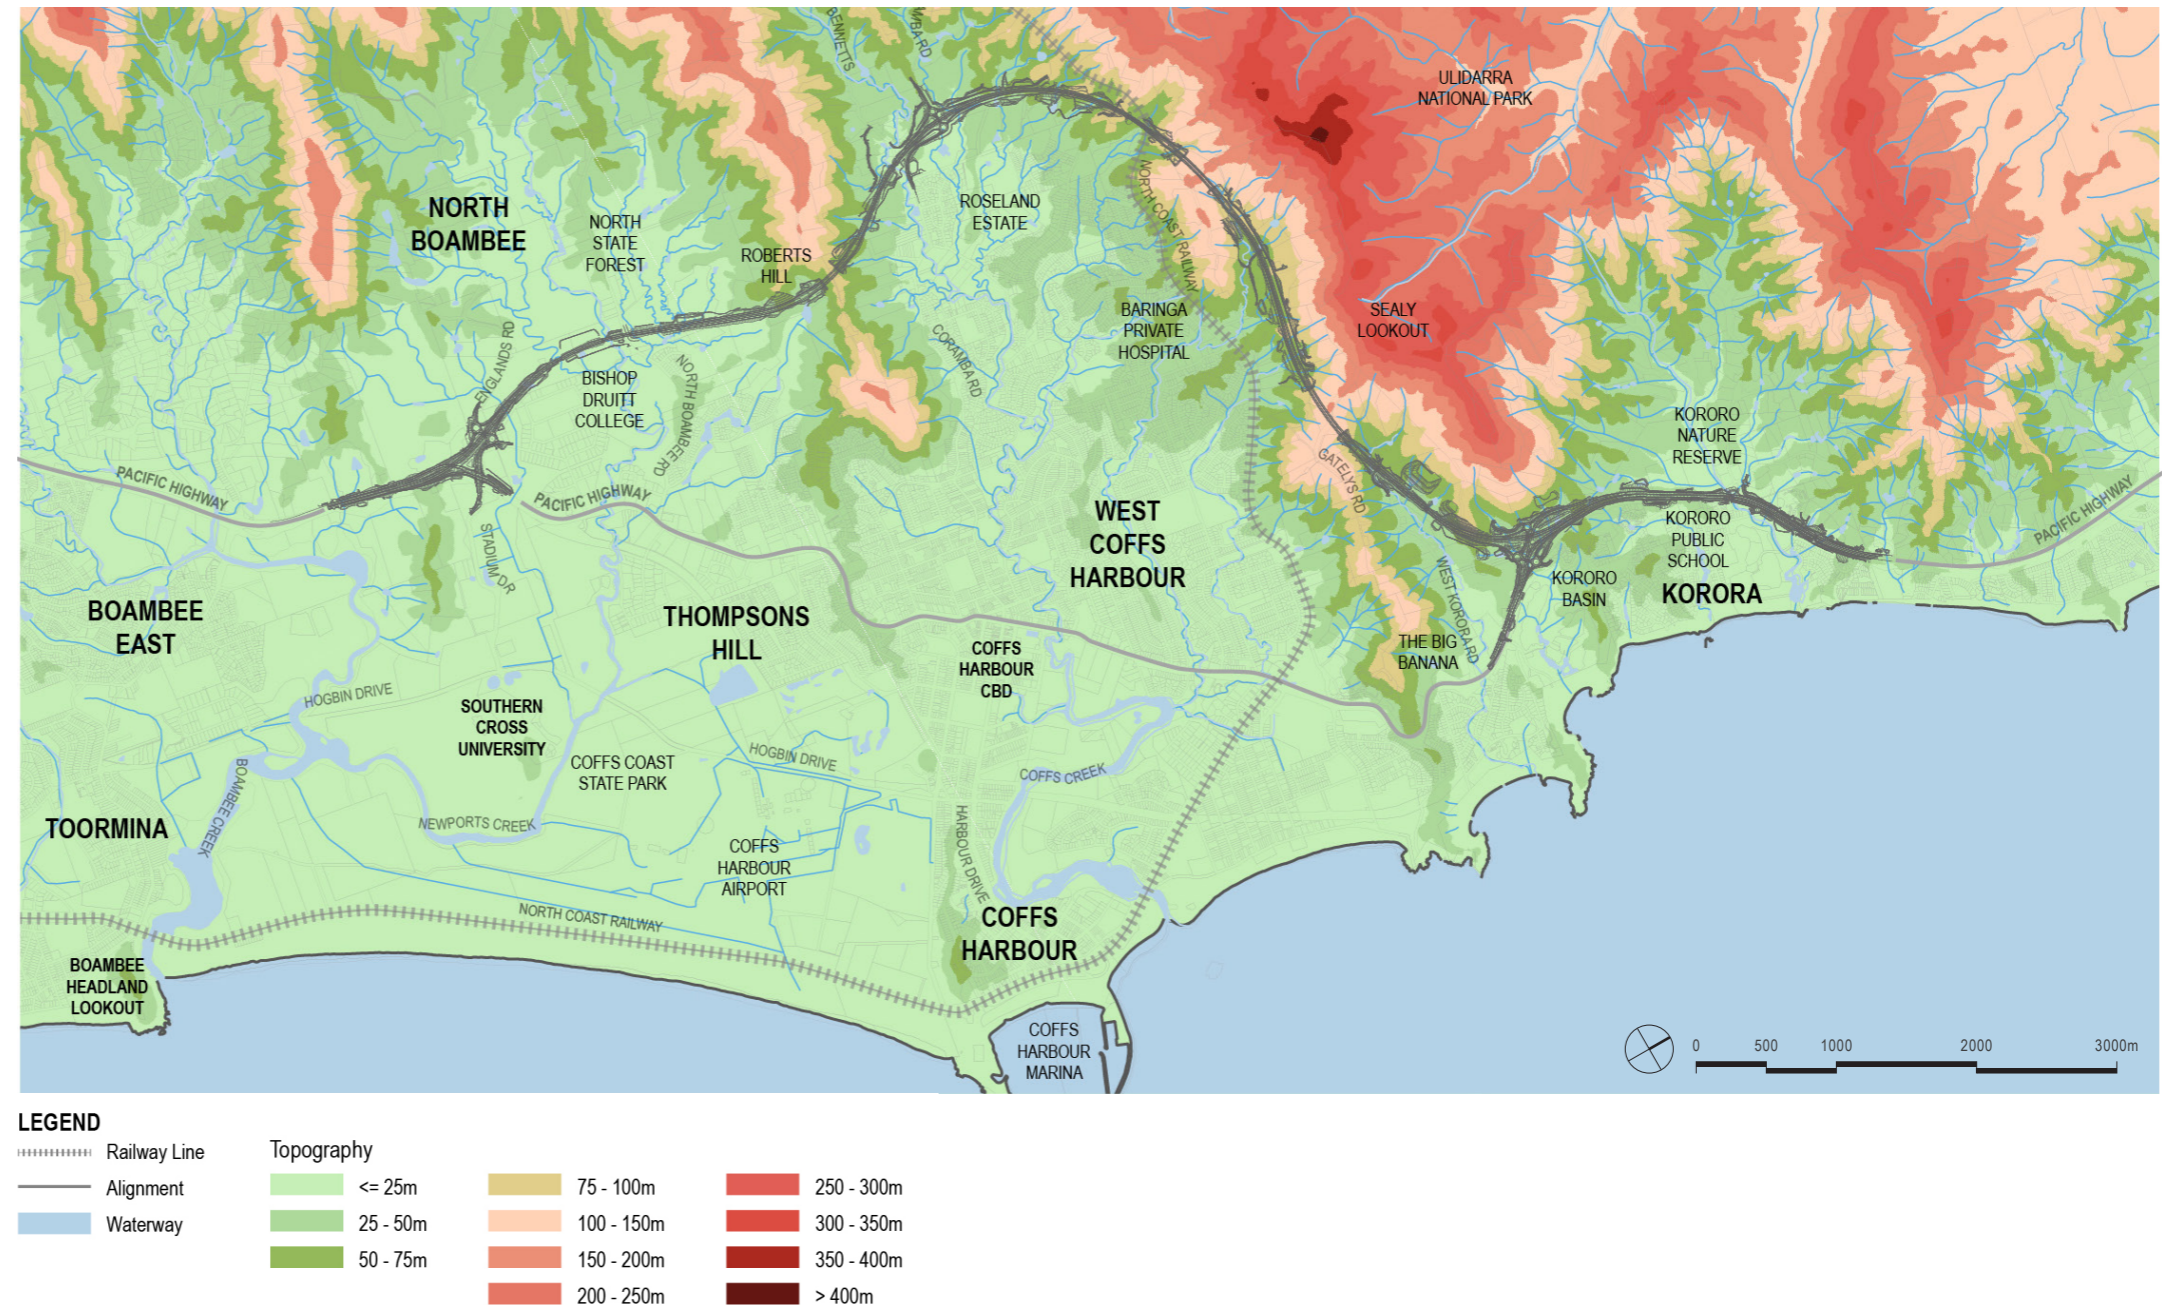 BENNETTS
MBA RD
ULIDARRA
NATIONAL PARK
NORTH
BOAMBEE
NORTH
STATE
FOREST
ROBERTS
HILL
ROSELAND
ESTATE
NORTH COAST RAILWAY
BARINGA
PRIVATE
HOSPITAL
SEALY
LOOKOUT
ENGLANDS RD
BISHOP
DRUITT
COLLEGE
NORTH BOAMBEE RD
CORAMBA RD
KORORO
NATURE
RESERVE
PACIFIC HIGHWAY
PACIFIC HIGHWAY
GATELYS RD
PACIFIC HIGHWAY
STADIUM DR
WEST
COFFS
HARBOUR
KORORO
PUBLIC
SCHOOL
WEST KORORA RD
KORORO
BASIN
KORORA
BOAMBEE
EAST
THOMPSONS
HILL
COFFS
HARBOUR
CBD
THE BIG
BANANA
HOGBIN DRIVE
SOUTHERN
CROSS
UNIVERSITY
COFFS COAST
STATE PARK
HOGBIN DRIVE
COFFS CREEK
BOAMBEE CREEK
TOORMINA
NEWPORTS CREEK
COFFS
HARBOUR
AIRPORT
HARBOUR DRIVE
NORTH COAST RAILWAY
COFFS
HARBOUR
BOAMBEE
HEADLAND
LOOKOUT
COFFS
HARBOUR
MARINA
0 500 1000 2000 3000m
LEGEND
Railway Line
Alignment
Waterway
Topography
<= 25m
25 - 50m
50 - 75m
75 - 100m
100 - 150m
150 - 200m
200 - 250m
250 - 300m
300 - 350m
350 - 400m
> 400m